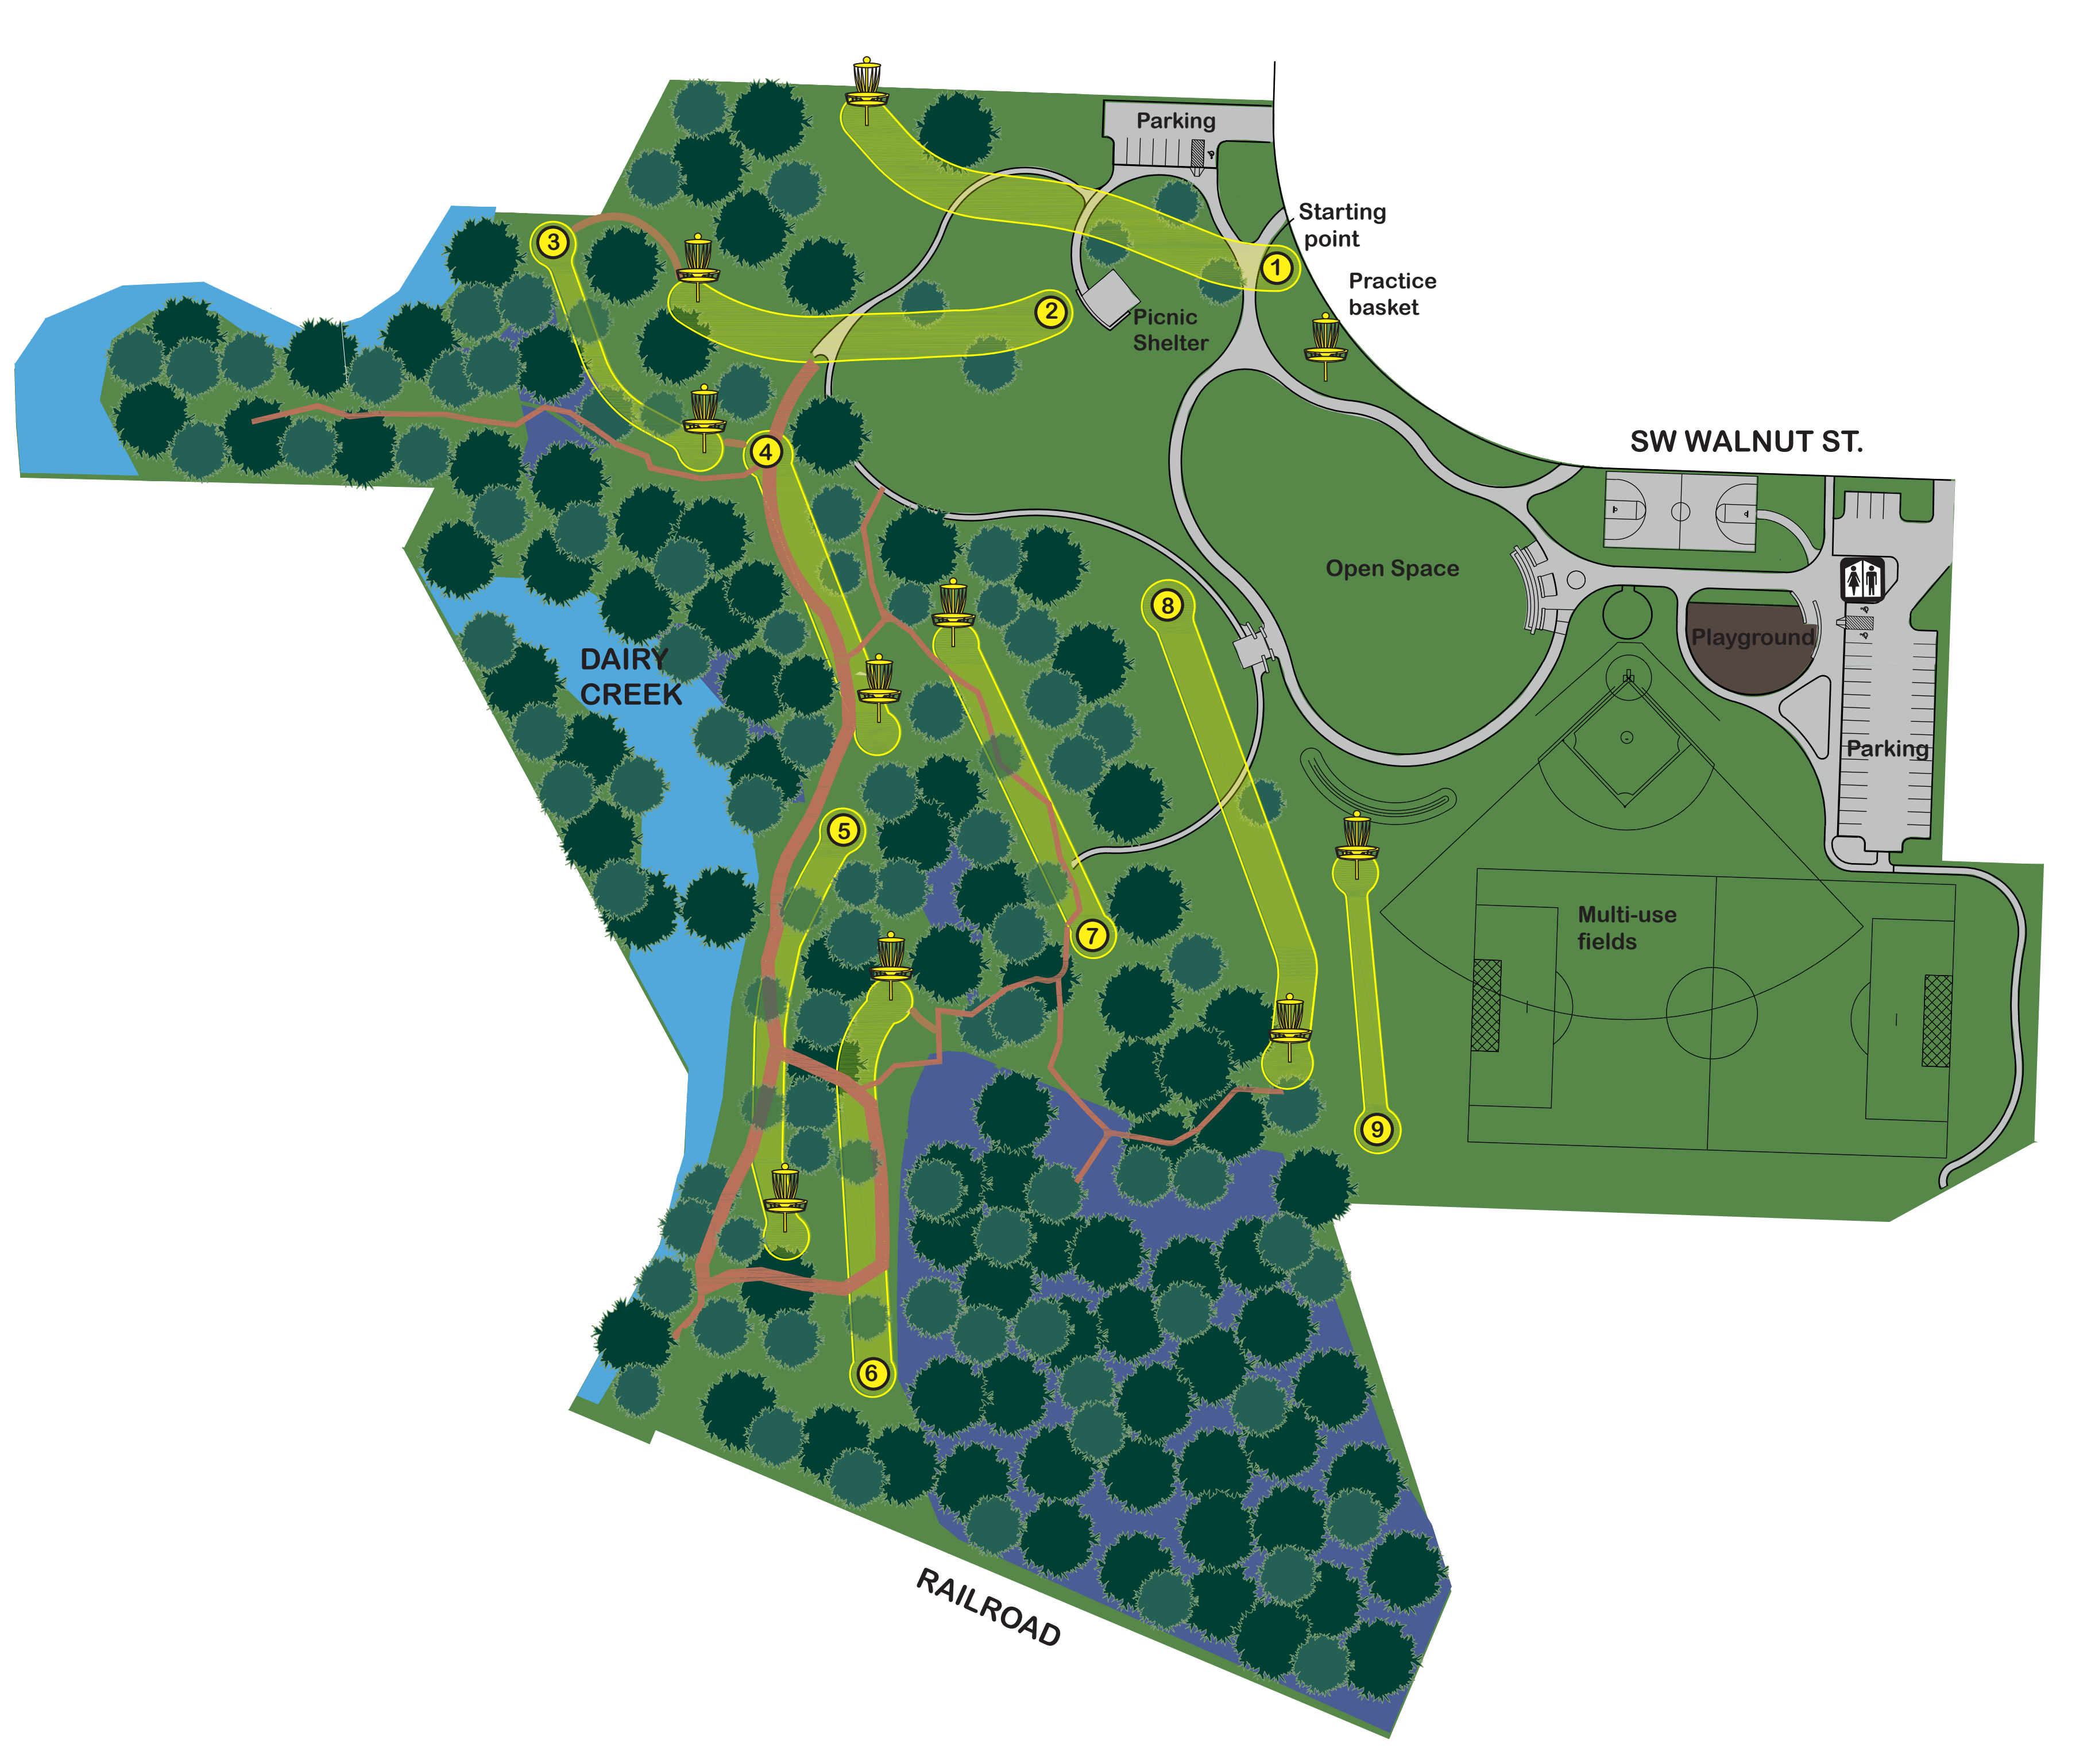 Parking
Starting
point
1
Practice
basket
3
2
Picnic
Shelter
4
SW WALNUT ST.
Open Space
8
Playground
DAIRY
CREEK
Parking
5
7
Multi-use
fields
9
6
RAILROAD